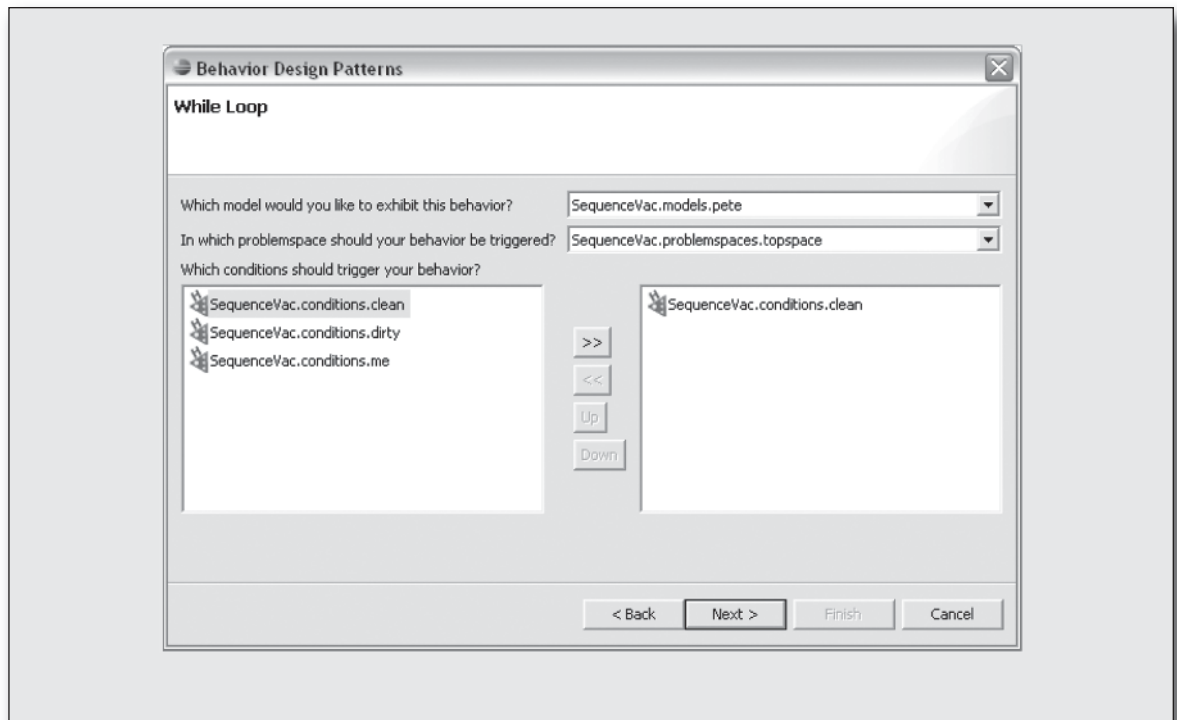 Behavior Design Patterns
While Loop
Which model would you like to exhibit this behavior? SequenceVac.models.pete
In which problemspace should your behavior be triggered? SequenceVac.problemspaces.topspace
Which conditions should trigger your behavior?
SequenceVac.conditions.clean
SequenceVac.conditions.dirty
SequenceVac.conditions.me
>>
<<
Up
Down
SequenceVac.conditions.clean
< Back Next > Finish Cancel